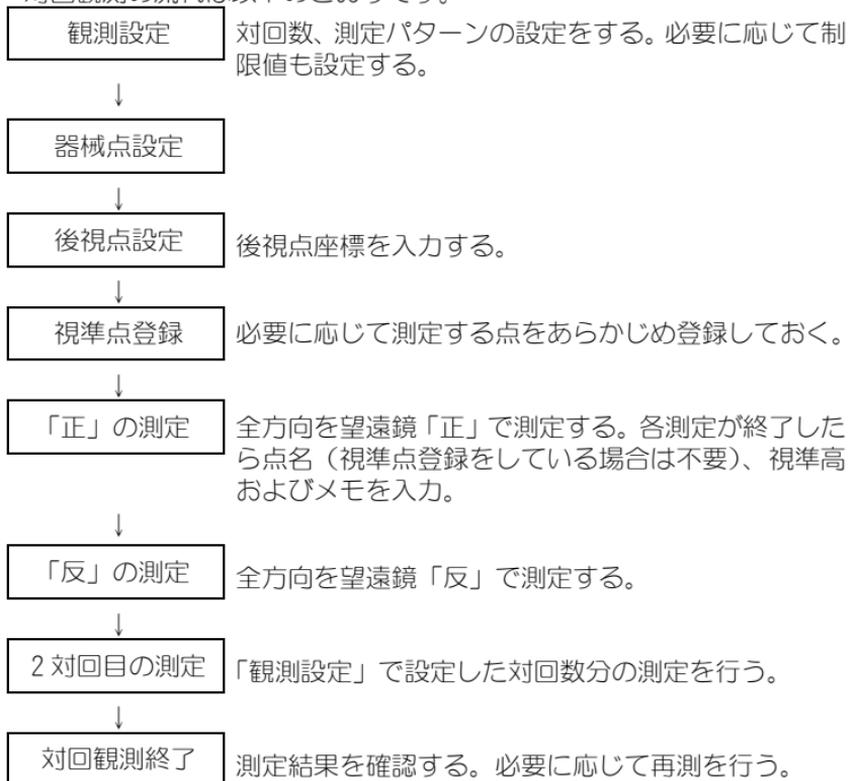 観測設定
対回数、測定パターンの設定をする。必要に応じて制
限値も設定する。
↓
器械点設定
↓
後視点設定
後視点座標を入力する。
↓
視準点登録
必要に応じて測定する点をあらかじめ登録しておく。
↓
「正」の測定
全方向を望遠鏡「正」で測定する。各測定が終了した
ら点名（視準点登録をしている場合は不要）、視準高
およびメモを入力。
↓
「反」の測定
全方向を望遠鏡「反」で測定する。
↓
2 対回目の測定
「観測設定」で設定した対回数分の測定を行う。
↓
対回観測終了
測定結果を確認する。必要に応じて再測を行う。